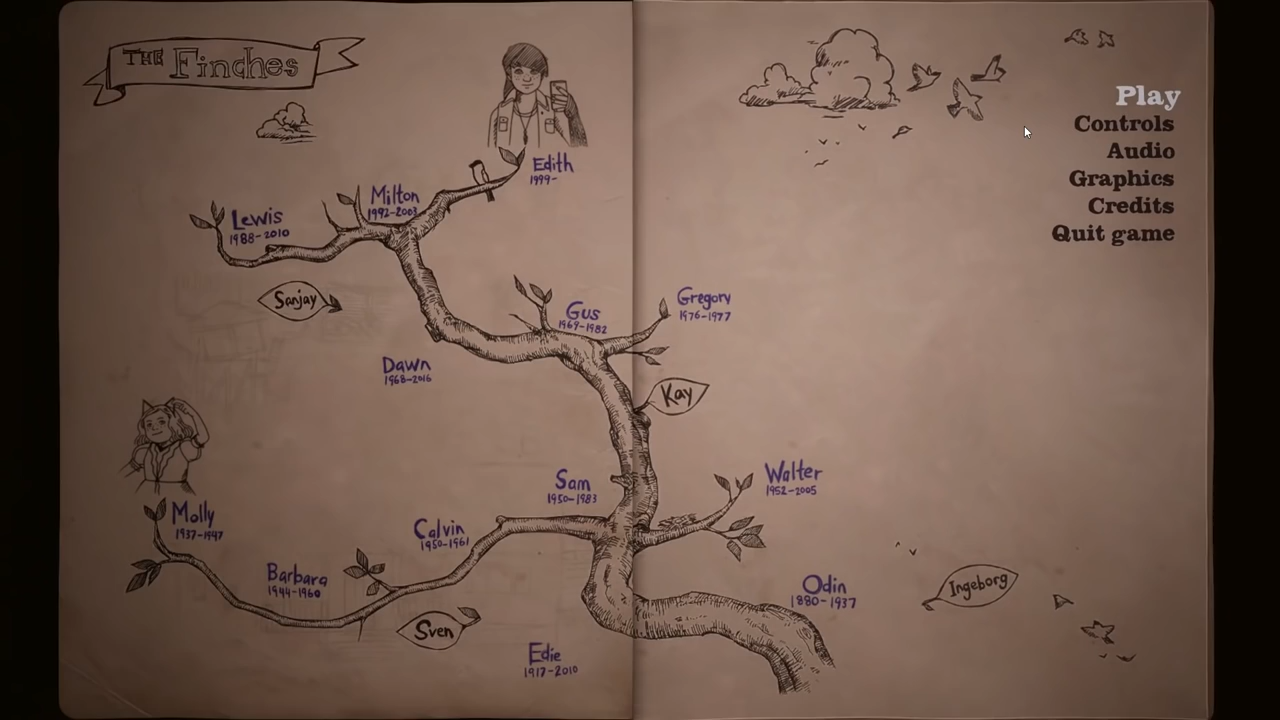 THE Finches
Edith
1999-
Milton
1992-2003
Lewis
1988-2010
Sanjay
Gus
1969-1982
Gregory
1976-1977
Dawn
1968-2016
Kay
Sam
1950-1983
Walter
1952-2005
Molly
1937-1947
Calvin
1950-1961
Barbara
1944-1960
Sven
Odin
1880-1937
Ingeborg
Edie
1917-2010
Play
Controls
Audio
Graphics
Credits
Quit game